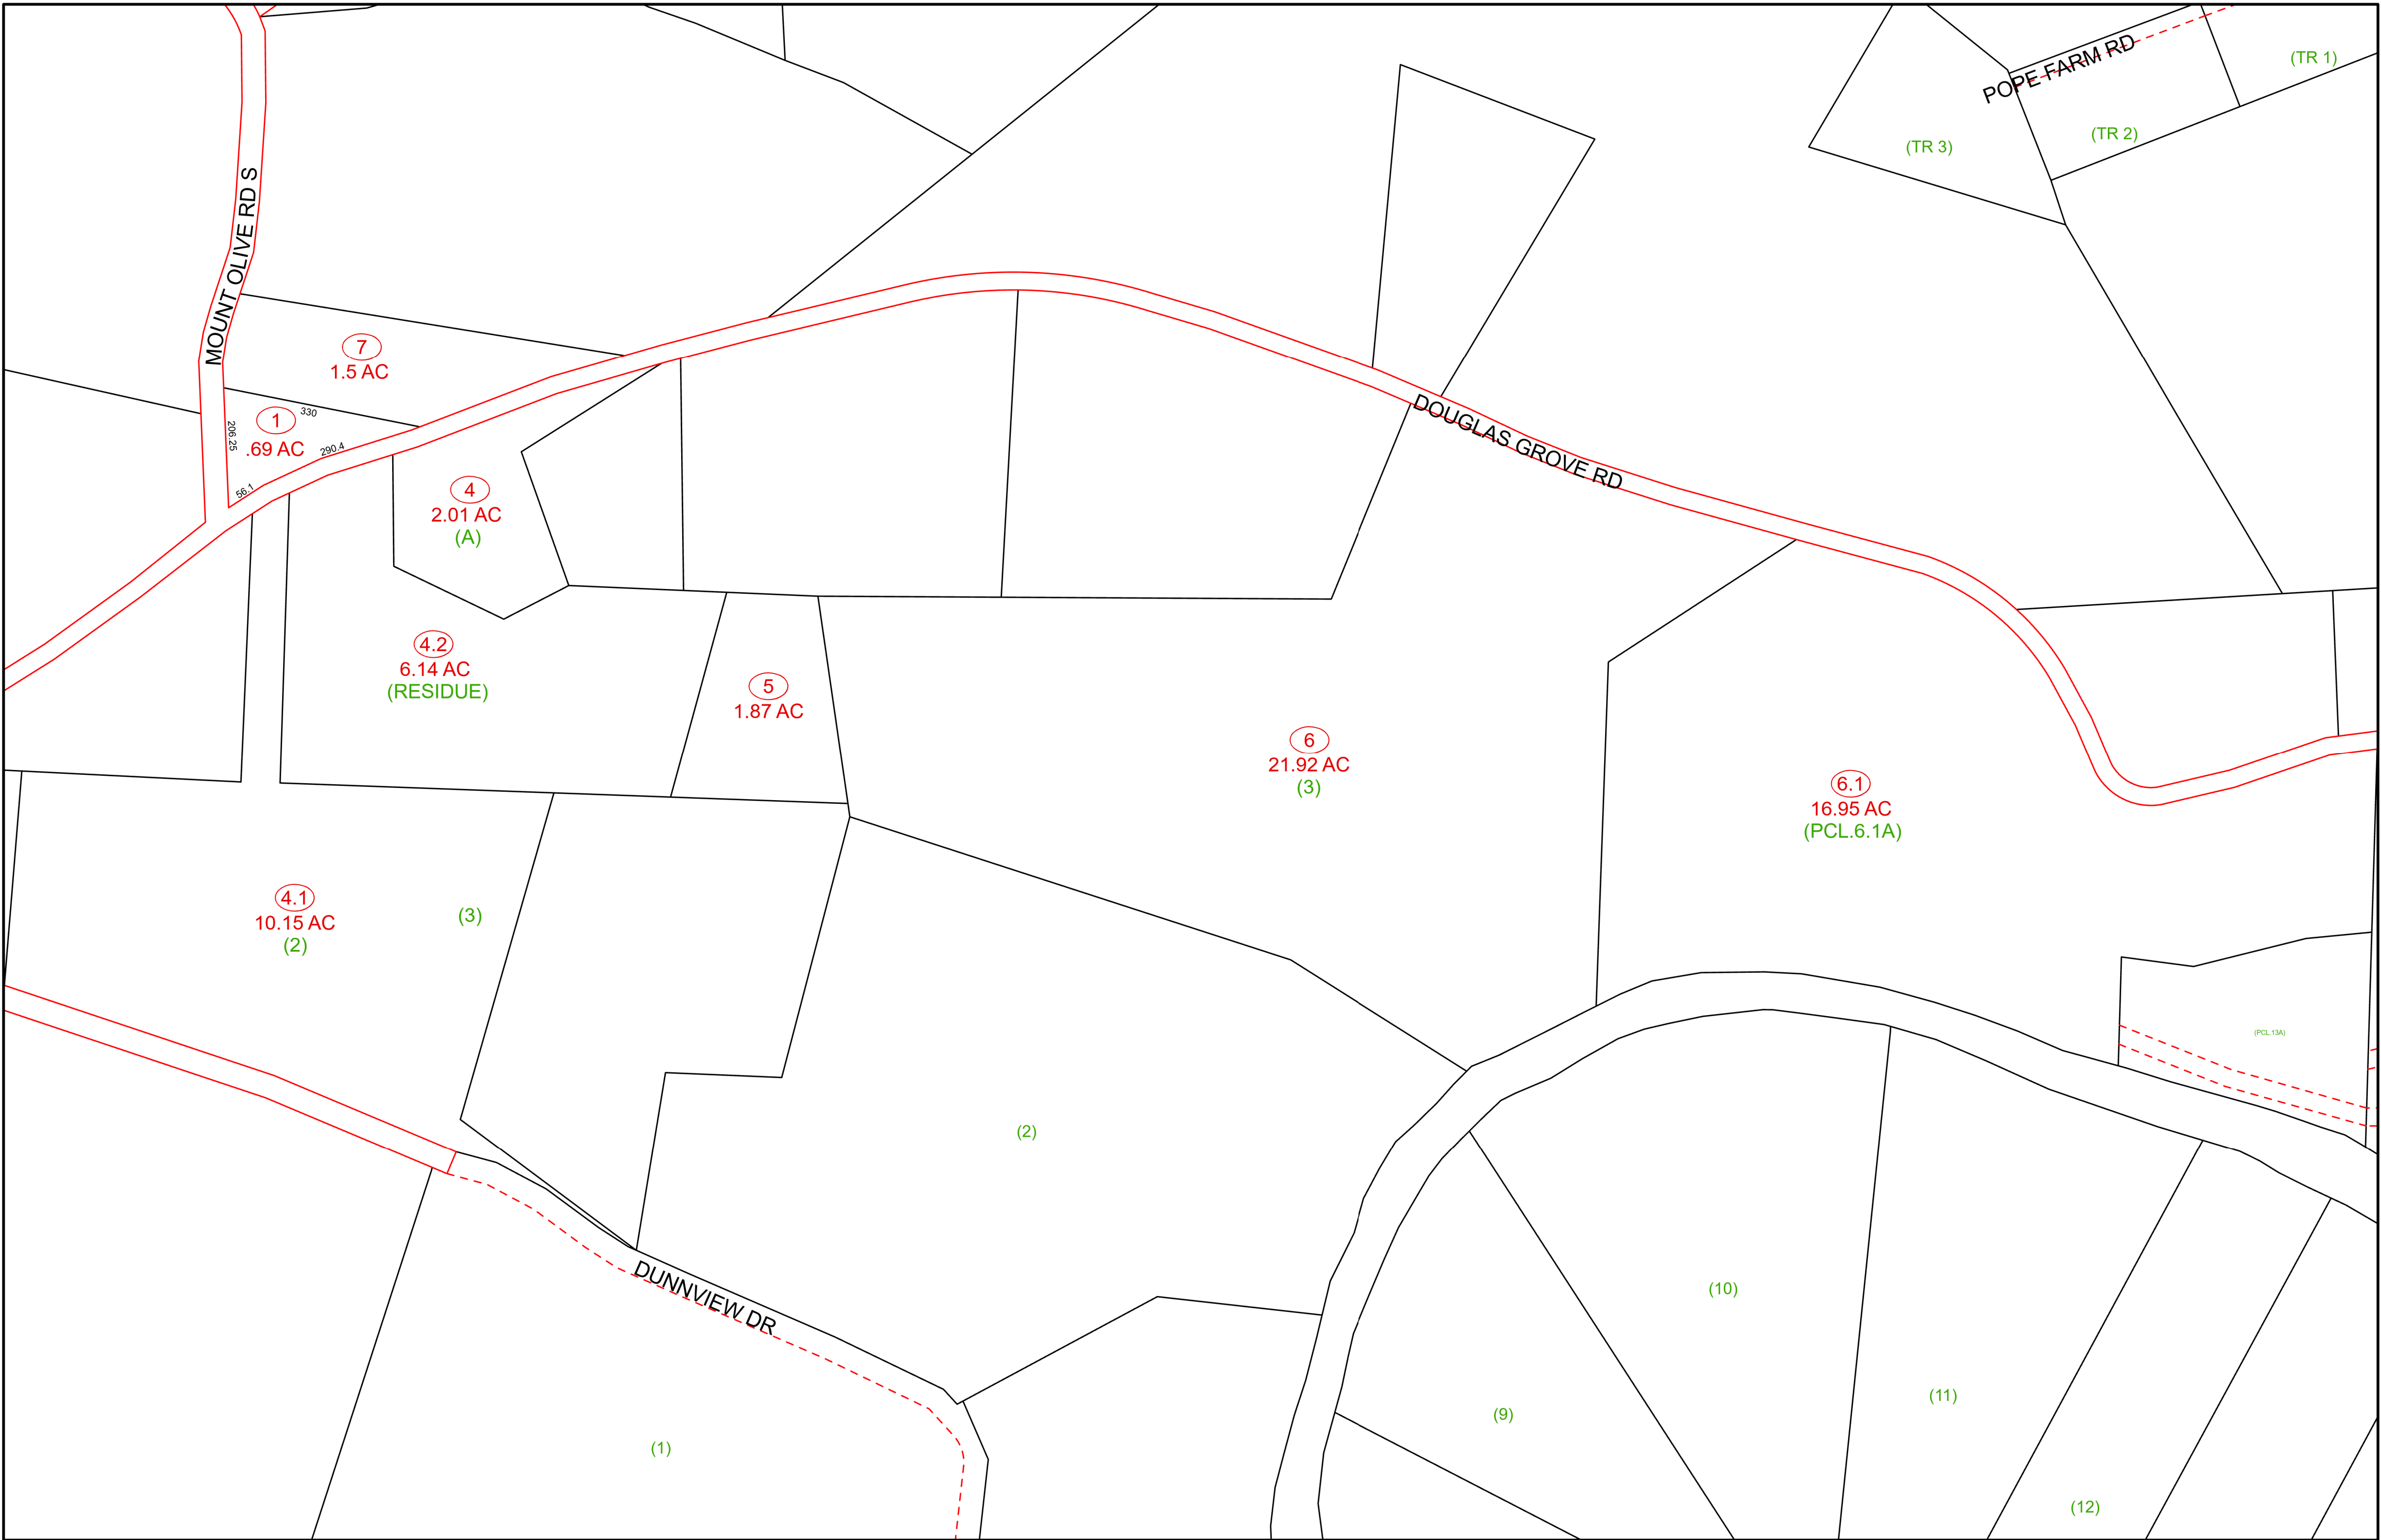 POPE FARM RD
(TR 1)
(TR 2)
(TR 3)
MOUNT OLIVE RD S
7
1.5 AC
1
.69 AC
330
206.25
290.4
56.1
DOUGLAS GROVE RD
4
2.01 AC
(A)
4.2
6.14 AC
(RESIDUE)
5
1.87 AC
6
21.92 AC
(3)
6.1
16.95 AC
(PCL.6.1A)
4.1
10.15 AC
(2)
(3)
(PCL.13A)
(2)
DUNNVIEW DR
(10)
(11)
(9)
(1)
(12)